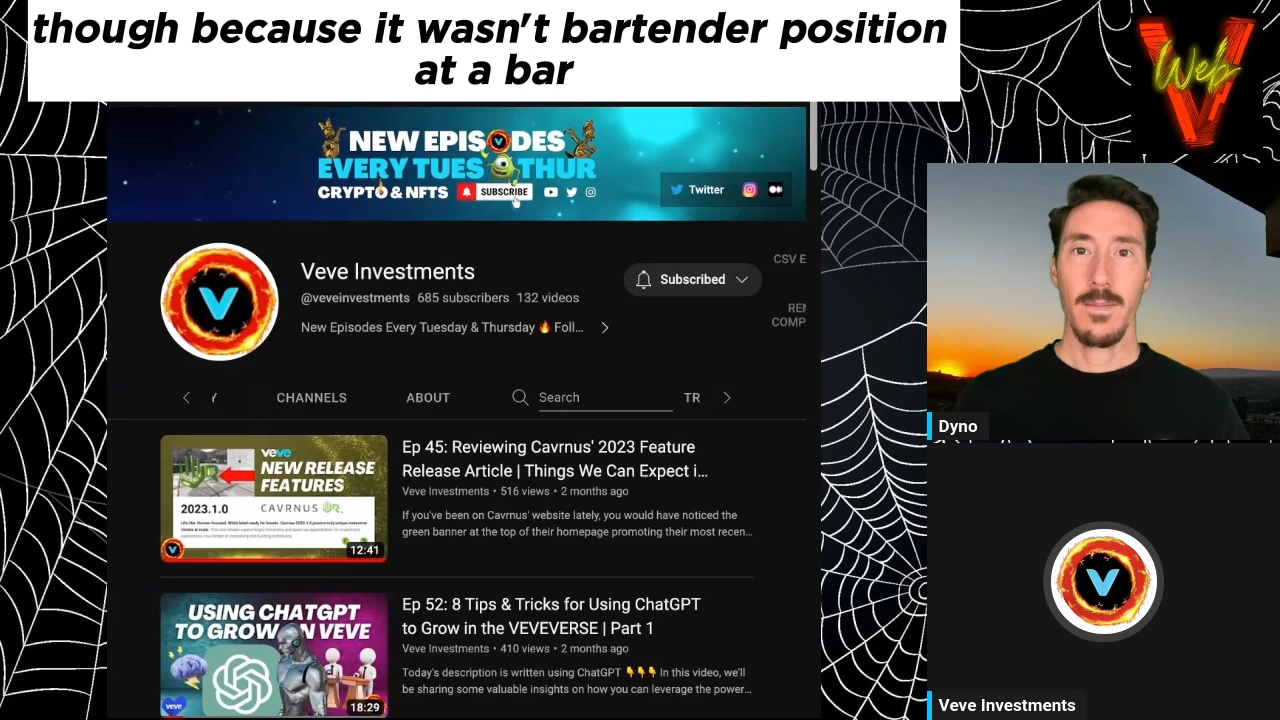 though because it wasn't bartender position
at a bar
Web
V
NEW EPISODES
EVERY TUES THUR
CRYPTO & NFTS SUBSCRIBE
Twitter
Veve Investments
@veveinvestments 685 subscribers 132 videos
New Episodes Every Tuesday & Thursday 🔥 Foll...
Subscribed
CSV E
COMP
CHANNELS
ABOUT
Search
TR
veve
NEW RELEASE
FEATURES
2023.1.0
CAVRNUS
12:41
Ep 45: Reviewing Cavrnus' 2023 Feature
Release Article | Things We Can Expect i...
Veve Investments • 516 views • 2 months ago
If you've been on Cavrnus' website lately, you would have noticed the
green banner at the top of their homepage promoting their most recen...
USING CHATGPT
TO GROW IN VEVE
veve
18:29
Ep 52: 8 Tips & Tricks for Using ChatGPT
to Grow in the VEVEVERSE | Part 1
Veve Investments • 410 views • 2 months ago
Today's description is written using ChatGPT 👇👇👇 In this video, we'll
be sharing some valuable insights on how you can leverage the power...
Dyno
Veve Investments